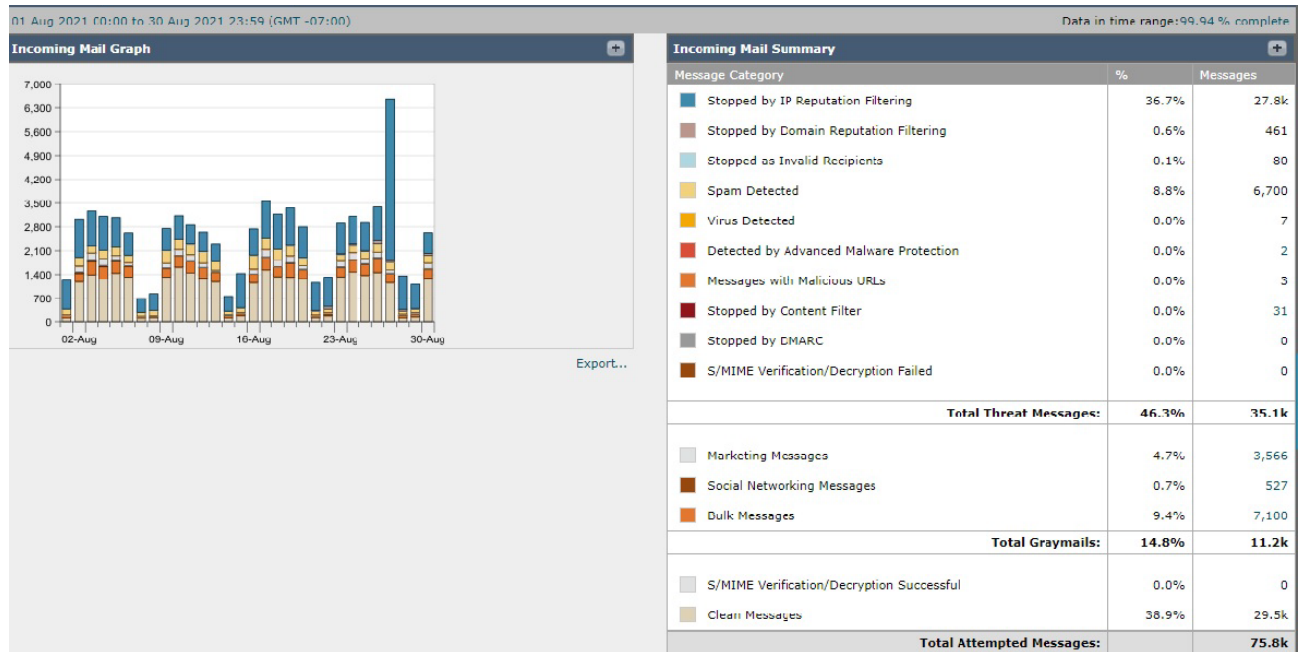 01 Aug 2021 00:00 to 30 Aug 2021 23:59 (GMT -07:00)
Data in time range:99.94 % complete
Incoming Mail Graph
7,000
6,300
5,600
4,900
4,200
3,500
2,800
2,100
1,400
700
0
02-Aug 09-Aug 16-Aug 23-Aug 30-Aug
Export...
Incoming Mail Summary
Message Category % Messages
Stopped by IP Reputation Filtering 36.7% 27.8k
Stopped by Domain Reputation Filtering 0.6% 461
Stopped as Invalid Recipients 0.1% 80
Spam Detected 8.8% 6,700
Virus Detected 0.0% 7
Detected by Advanced Malware Protection 0.0% 2
Messages with Malicious URLs 0.0% 3
Stopped by Content Filter 0.0% 31
Stopped by DMARC 0.0% 0
S/MIME Verification/Decryption Failed 0.0% 0
Total Threat Messages: 46.3% 35.1k
Marketing Messages 4.7% 3,566
Social Networking Messages 0.7% 527
Bulk Messages 9.4% 7,100
Total Graymails: 14.8% 11.2k
S/MIME Verification/Decryption Successful 0.0% 0
Clean Messages 38.9% 29.5k
Total Attempted Messages: 75.8k